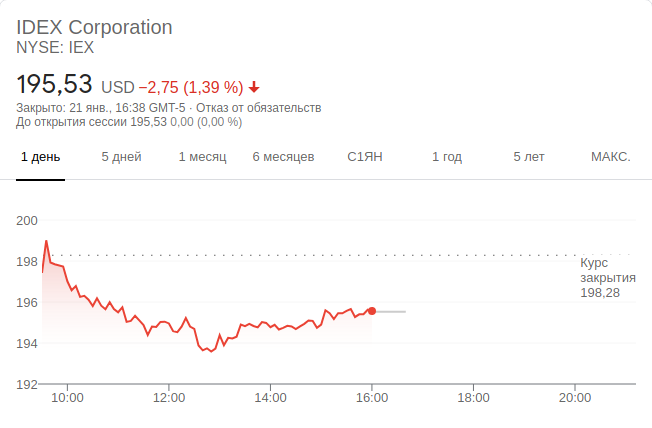 IDEX Corporation
NYSE: IEX
195,53 USD −2,75 (1,39 %)
Закрыто: 21 янв., 16:38 GMT-5 · Отказ от обязательств
До открытия сессии 195,53 0,00 (0,00 %)
1 день 5 дней 1 месяц 6 месяцев С1ЯН 1 год 5 лет МАКС.
200
198
Курс
закрытия
198,28
196
194
192
10:00 12:00 14:00 16:00 18:00 20:00